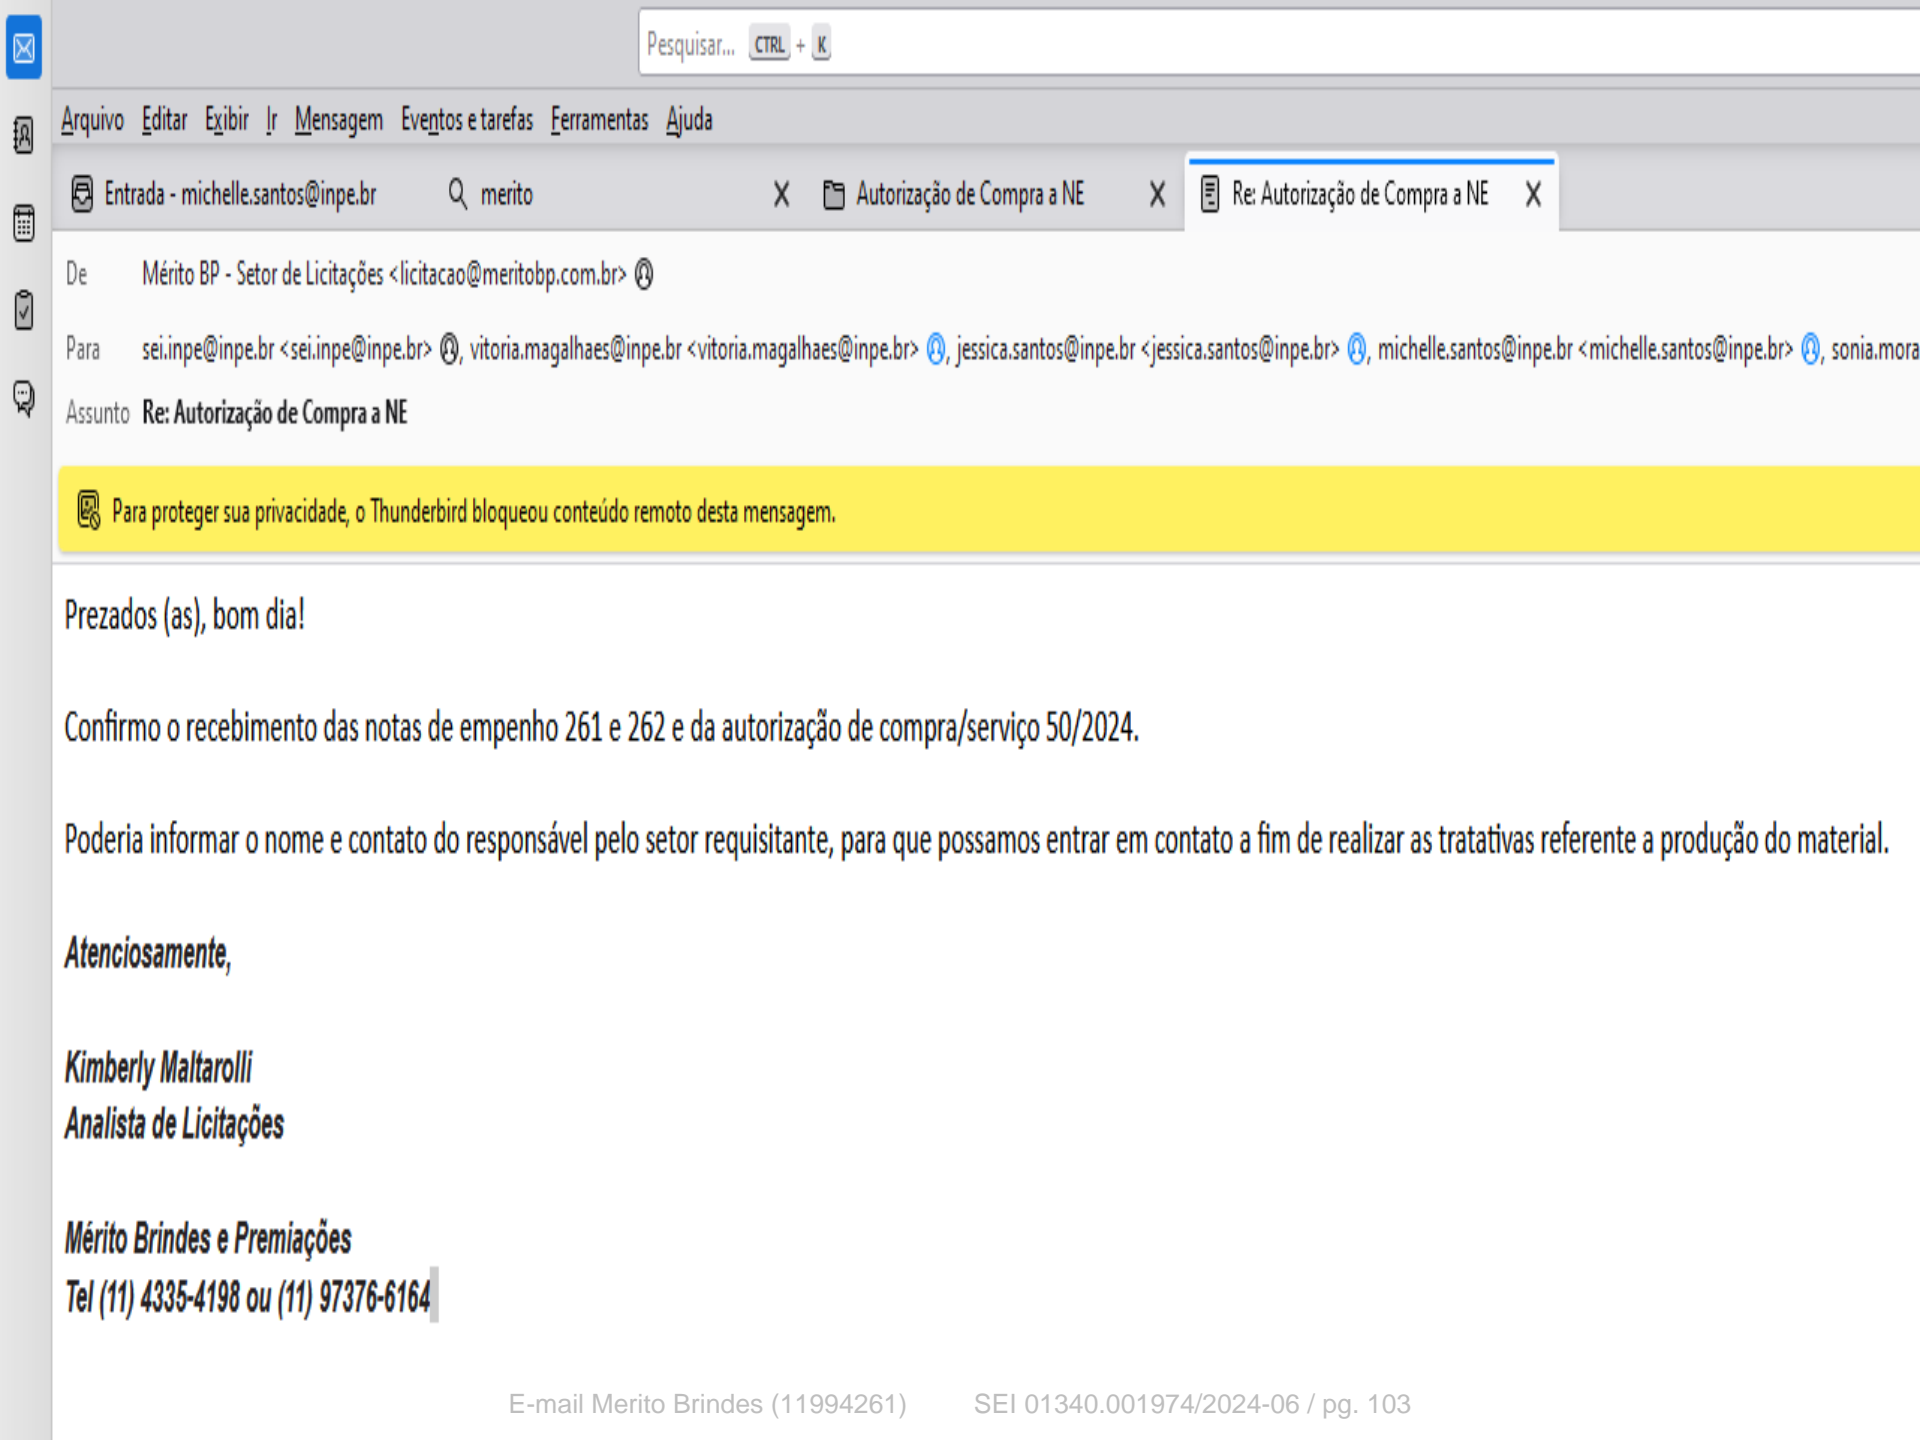 Pesquisar... CTRL + K
Arquivo Editar Exibir Ir Mensagem Eventos e tarefas Ferramentas Ajuda
Entrada - michelle.santos@inpe.br merito Autorização de Compra a NE Re: Autorização de Compra a NE
De Mérito BP - Setor de Licitações <licitacao@meritobp.com.br>
Para sei.inpe@inpe.br <sei.inpe@inpe.br> , vitoria.magalhaes@inpe.br <vitoria.magalhaes@inpe.br> , jessica.santos@inpe.br <jessica.santos@inpe.br> , michelle.santos@inpe.br <michelle.santos@inpe.br> , sonia.mora
Assunto Re: Autorização de Compra a NE
Para proteger sua privacidade, o Thunderbird bloqueou conteúdo remoto desta mensagem.
Prezados (as), bom dia!
Confirmo o recebimento das notas de empenho 261 e 262 e da autorização de compra/serviço 50/2024.
Poderia informar o nome e contato do responsável pelo setor requisitante, para que possamos entrar em contato a fim de realizar as tratativas referente a produção do material.
Atenciosamente,
Kimberly Maltarolli
Analista de Licitações
Mérito Brindes e Premiações
Tel (11) 4335-4198 ou (11) 97376-6164
E-mail Merito Brindes (11994261) SEI 01340.001974/2024-06 / pg. 103